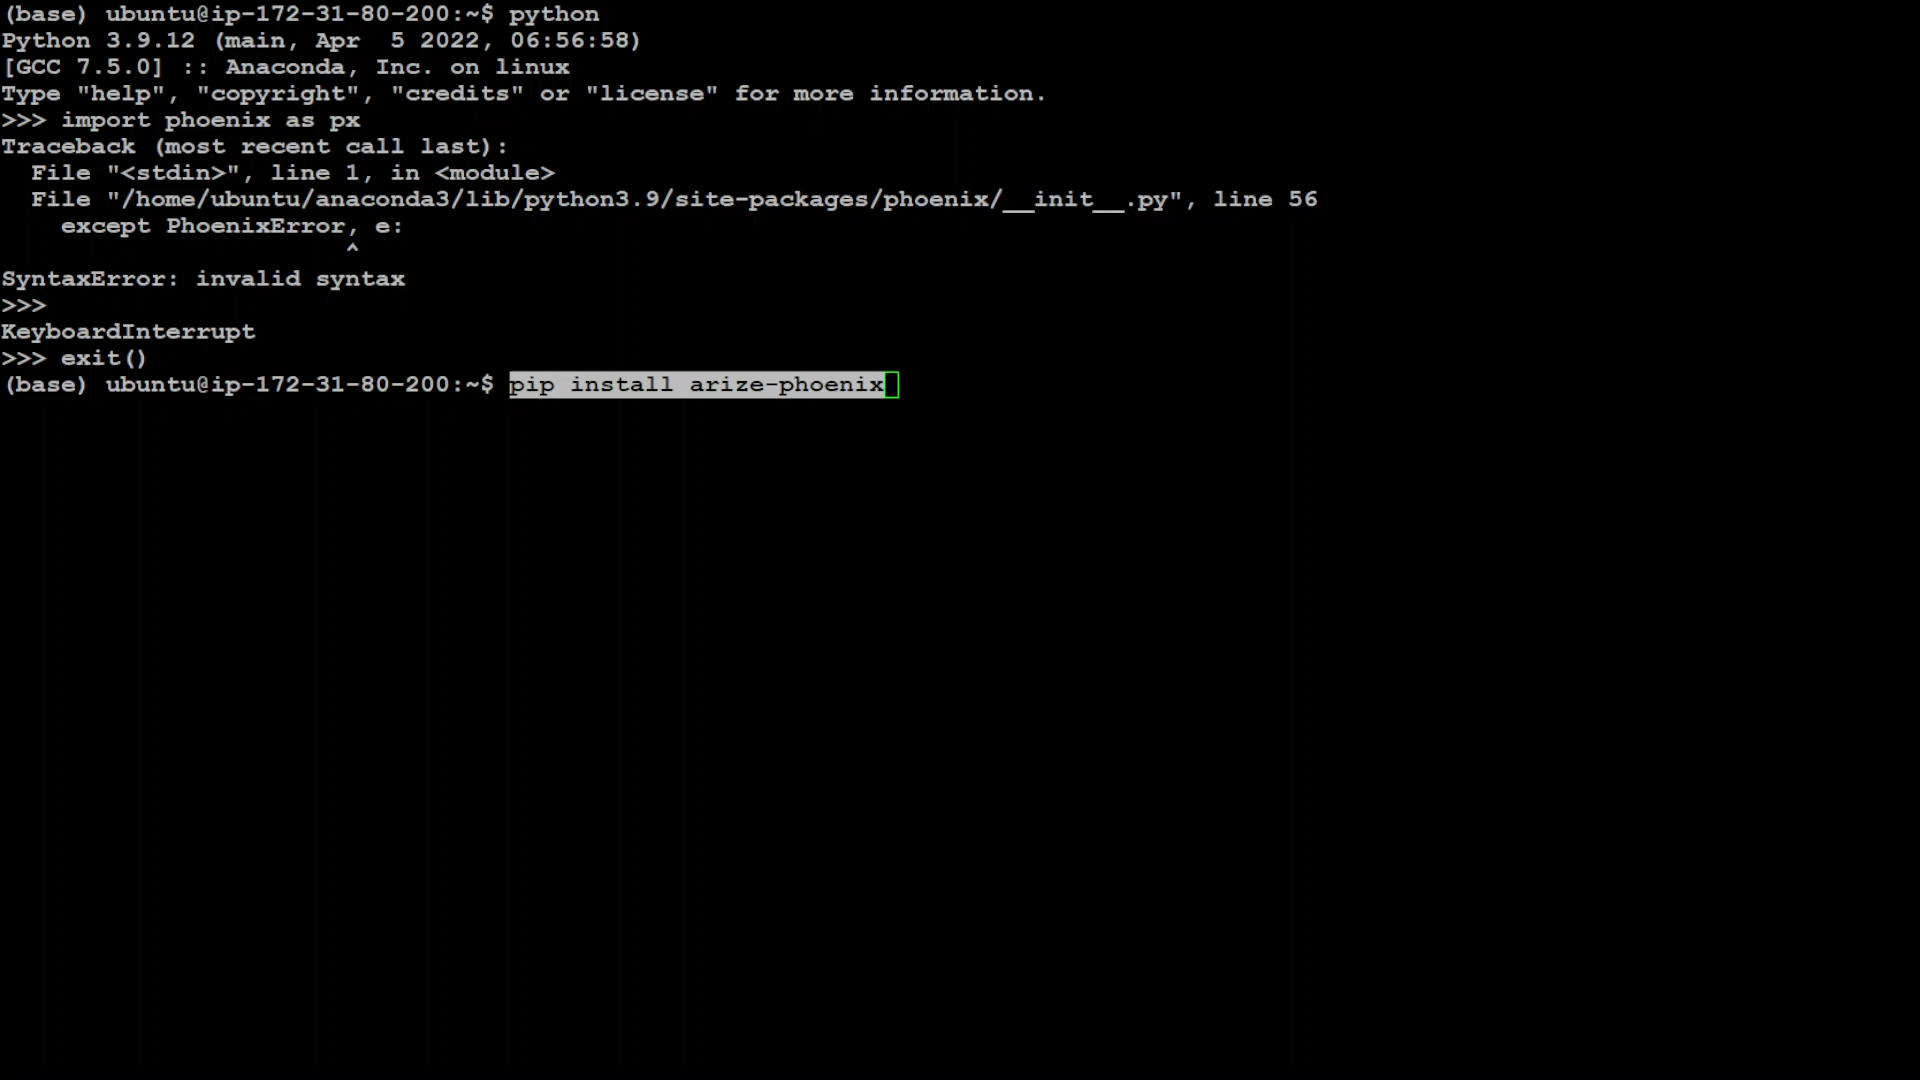 (base) ubuntu@ip-172-31-80-200:~$ python
Python 3.9.12 (main, Apr  5 2022, 06:56:58)
[GCC 7.5.0] :: Anaconda, Inc. on linux
Type "help", "copyright", "credits" or "license" for more information.
>>> import phoenix as px
Traceback (most recent call last):
  File "<stdin>", line 1, in <module>
  File "/home/ubuntu/anaconda3/lib/python3.9/site-packages/phoenix/__init__.py", line 56
    except PhoenixError, e:
                       ^
SyntaxError: invalid syntax
>>>
KeyboardInterrupt
>>> exit()
(base) ubuntu@ip-172-31-80-200:~$ pip install arize-phoenix